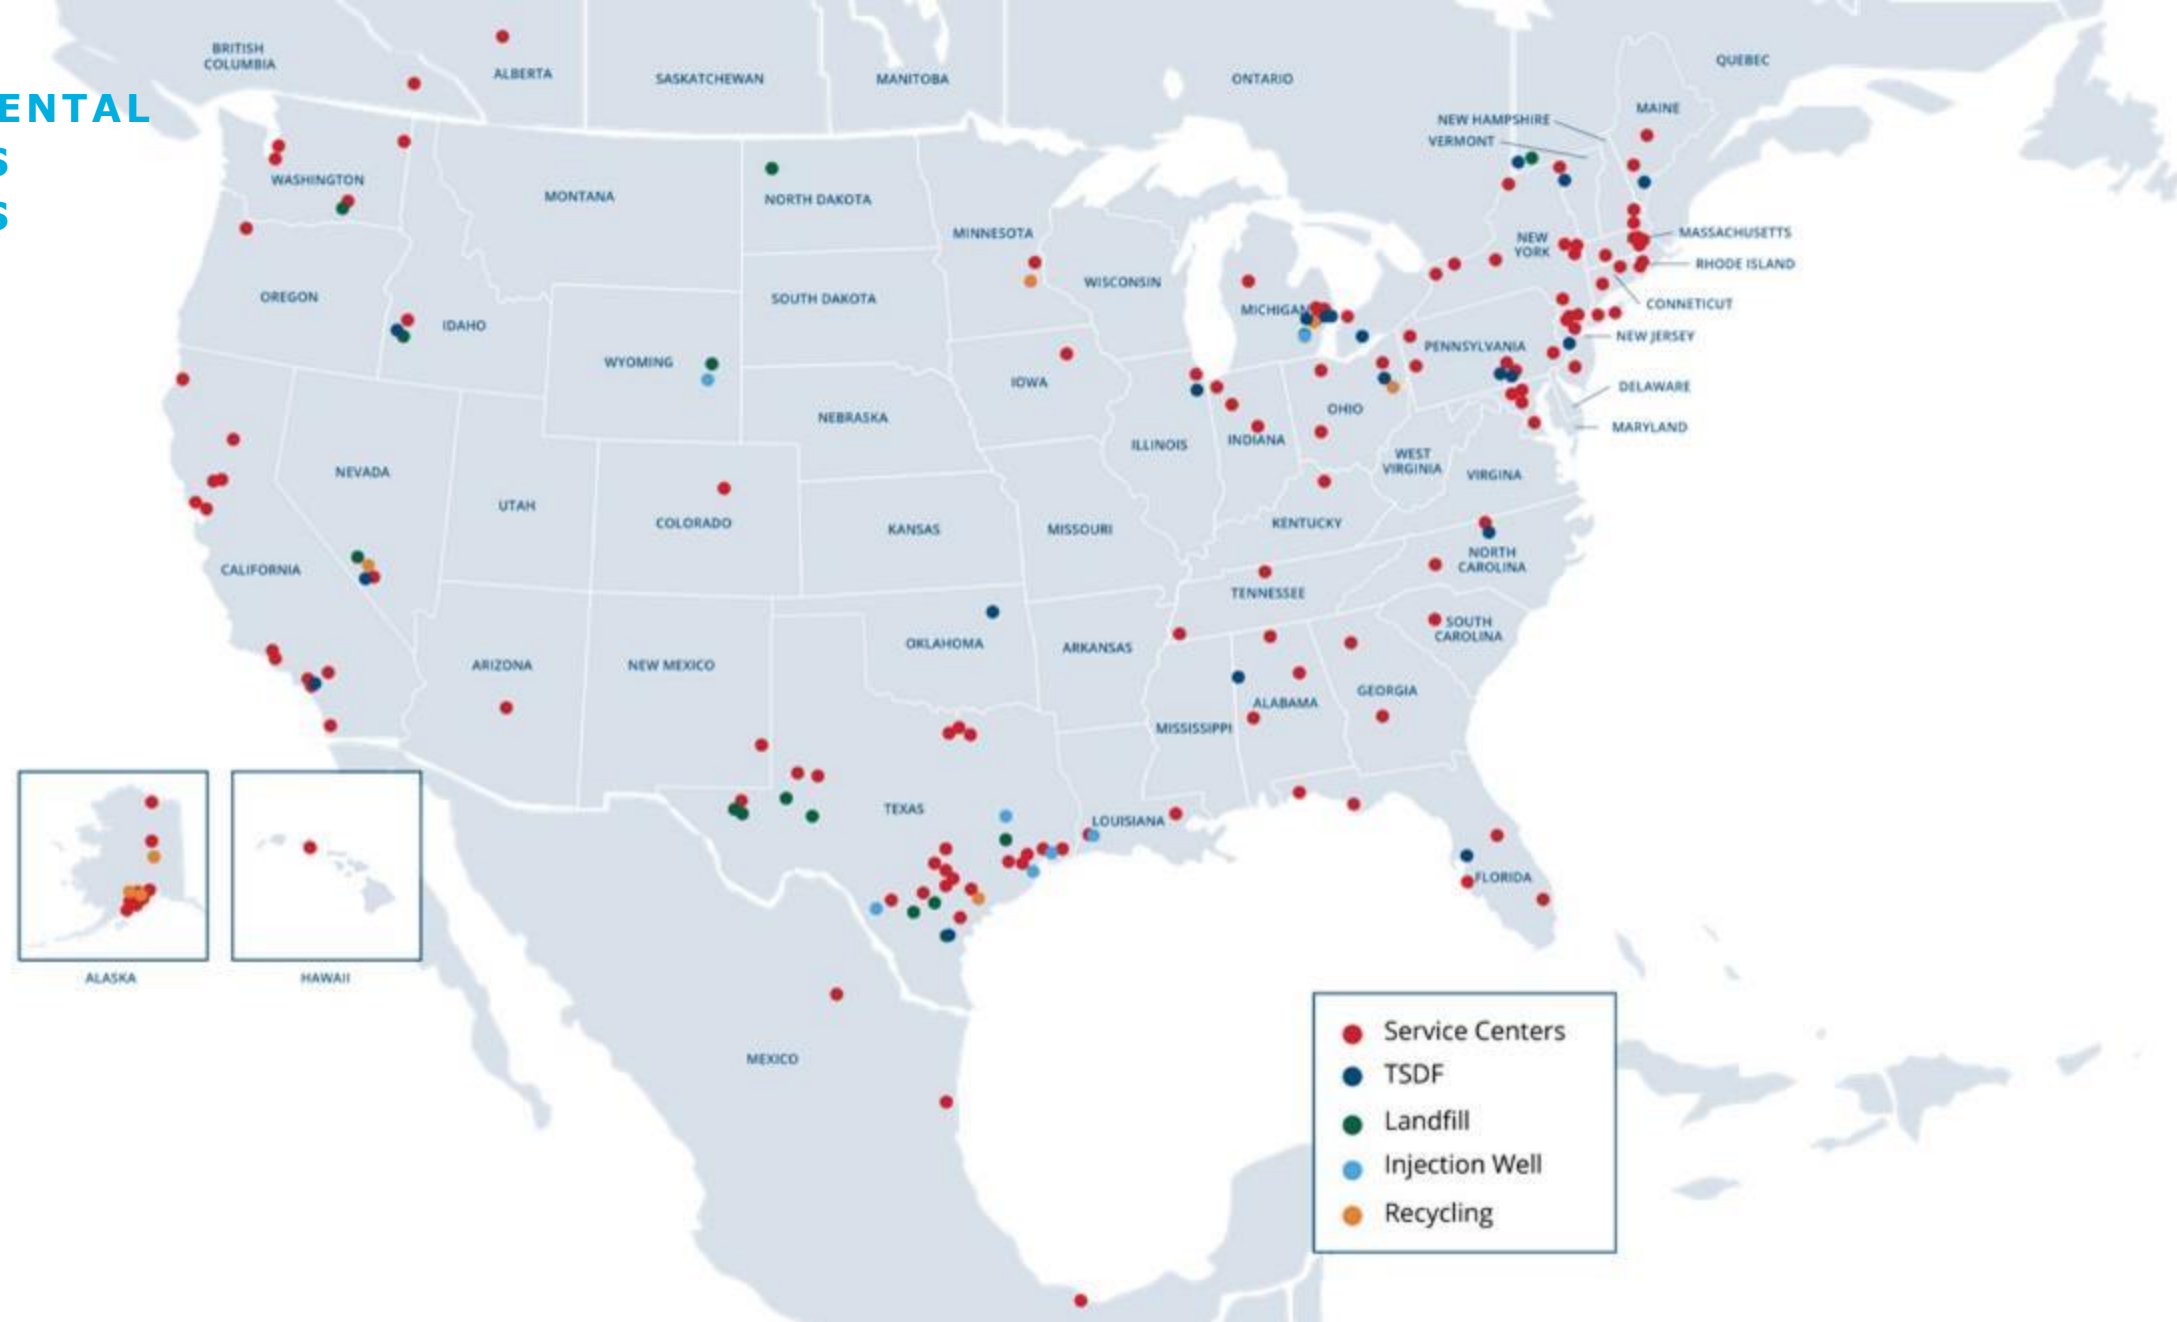 ENTAL
S
S
BRITISH
COLUMBIA
ALBERTA
SASKATCHEWAN
MANITOBA
ONTARIO
QUEBEC
MAINE
NEW HAMPSHIRE
VERMONT
WASHINGTON
MONTANA
NORTH DAKOTA
MINNESOTA
NEW
YORK
MASSACHUSETTS
RHODE ISLAND
OREGON
IDAHO
SOUTH DAKOTA
WISCONSIN
MICHIGAN
CONNETICUT
NEW JERSEY
WYOMING
PENNSYLVANIA
IOWA
DELAWARE
NEBRASKA
OHIO
MARYLAND
ILLINOIS
INDIANA
WEST
VIRGINIA
VIRGINA
NEVADA
UTAH
COLORADO
KANSAS
MISSOURI
KENTUCKY
NORTH
CAROLINA
CALIFORNIA
TENNESSEE
SOUTH
CAROLINA
OKLAHOMA
ARKANSAS
ARIZONA
NEW MEXICO
GEORGIA
ALABAMA
MISSISSIPPI
TEXAS
LOUISIANA
FLORIDA
ALASKA
HAWAII
MEXICO
Service Centers
TSDF
Landfill
Injection Well
Recycling